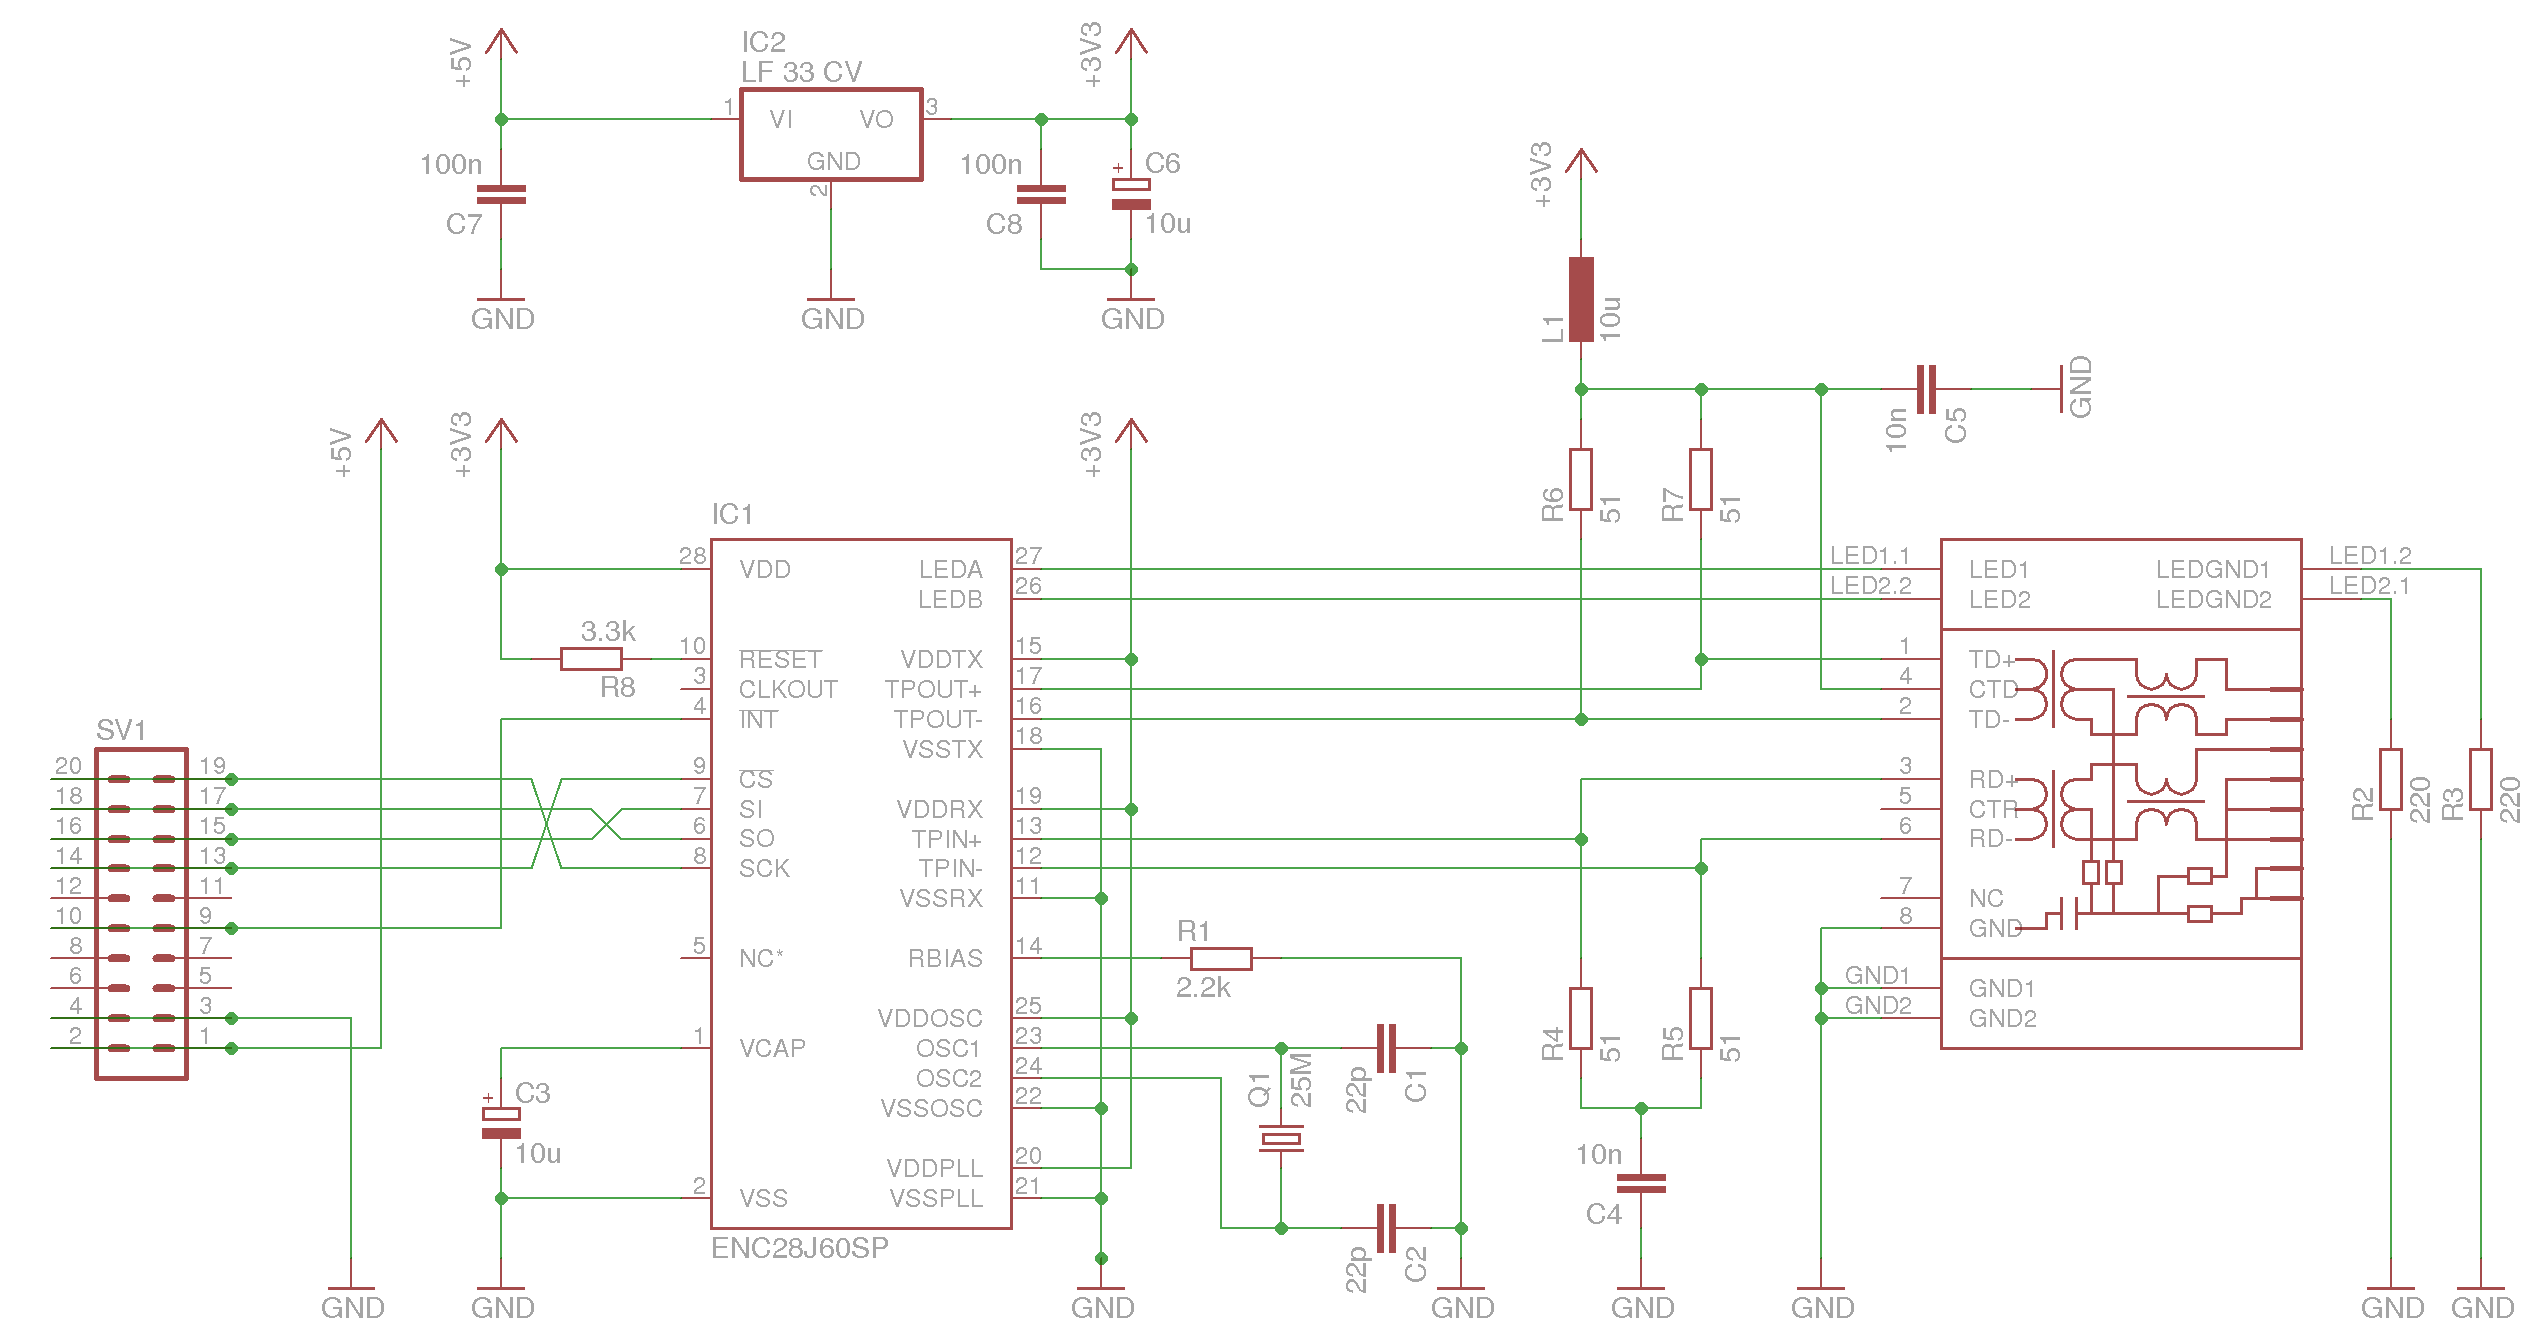 +5V
IC2
LF 33 CV
+3V3
1
VI
VO
3
GND
2
100n
C7
100n
C8
+
C6
10u
GND
GND
GND
+3V3
L1
10u
10n
C5
GND
R6
51
R7
51
+5V
+3V3
+3V3
IC1
28
VDD
3.3k
R8
10
RESET
3
CLKOUT
4
INT
9
CS
7
SI
6
SO
8
SCK
5
NC*
1
VCAP
2
VSS
LEDA
27
LEDB
26
VDDTX
15
TPOUT+
17
TPOUT-
16
VSSTX
18
VDDRX
19
TPIN+
13
TPIN-
12
VSSRX
11
RBIAS
14
VDDOSC
25
OSC1
23
OSC2
24
VSSOSC
22
VDDPLL
20
VSSPLL
21
ENC28J60SP
SV1
20
19
18
17
16
15
14
13
12
11
10
9
8
7
6
5
4
3
2
1
+
C3
10u
R1
2.2k
Q1
25M
22p
C1
22p
C2
R4
51
R5
51
10n
C4
LED1.1
LED1
LEDGND1
LED1.2
LED2.2
LED2
LEDGND2
LED2.1
1
TD+
4
CTD
2
TD-
3
RD+
5
CTR
6
RD-
7
NC
8
GND
GND1
GND1
GND2
GND2
R2
220
R3
220
GND
GND
GND
GND
GND
GND
GND
GND